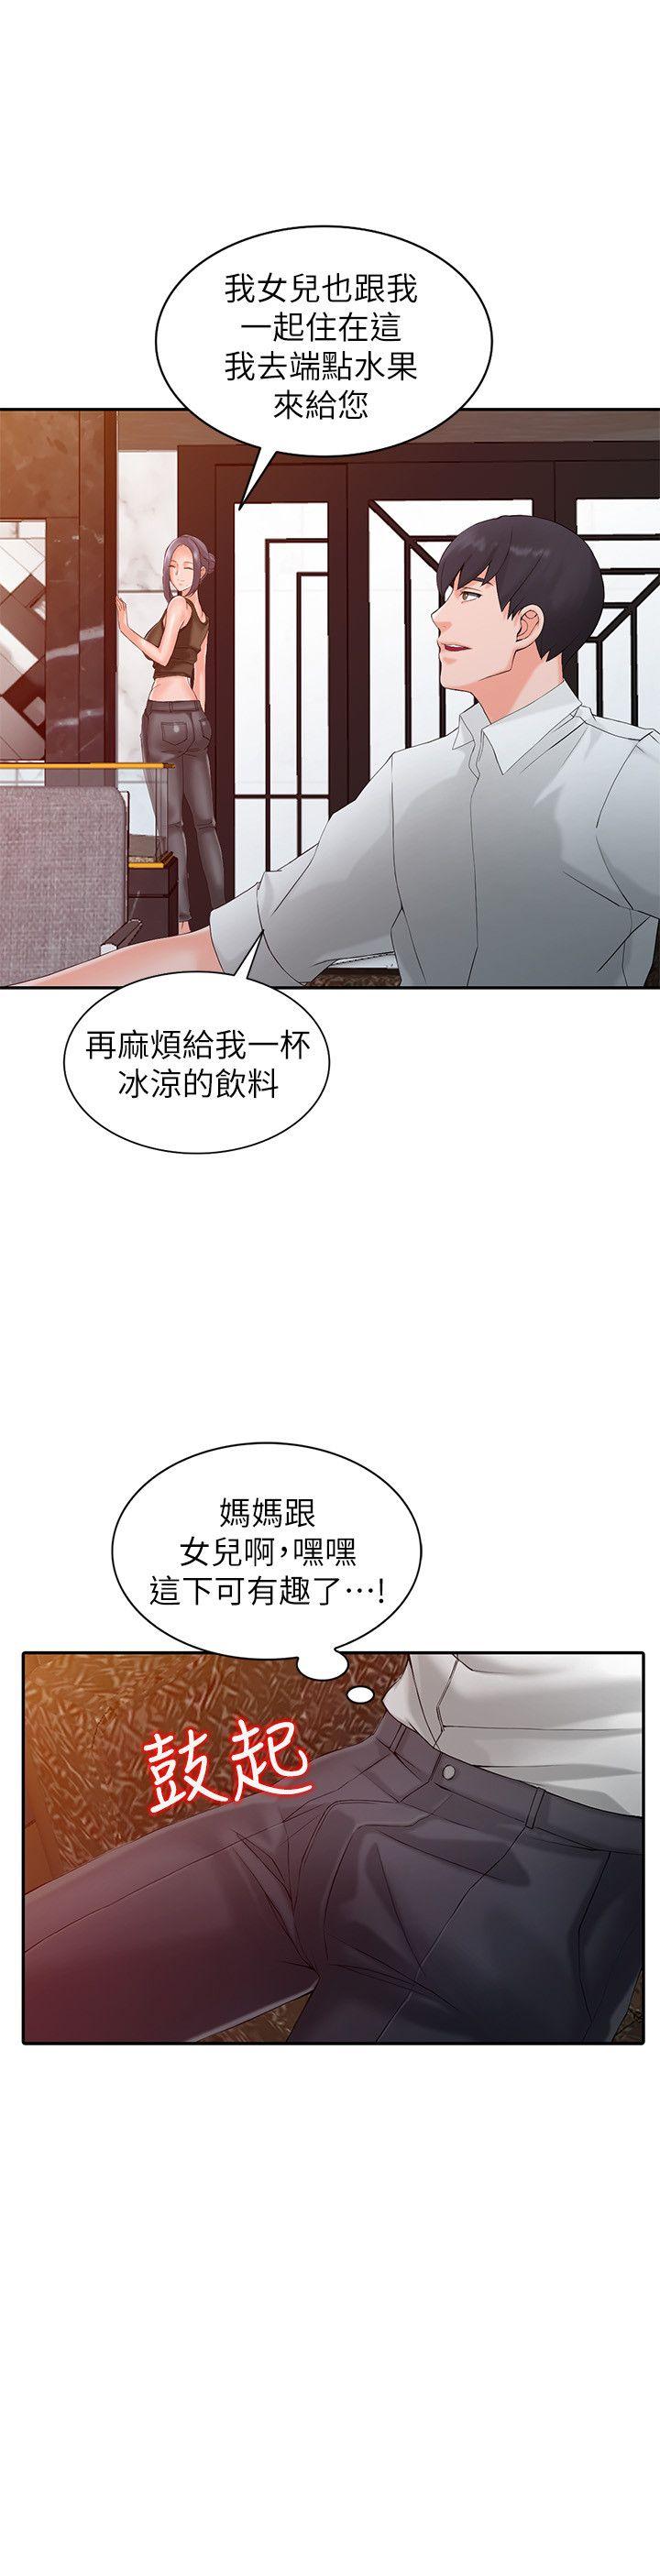 我女兒也跟我
一起住在這
我去端點水果
來給您
再麻煩給我一杯
冰涼的飲料
媽媽跟
女兒啊,嘿嘿
這下可有趣了…!
鼓起